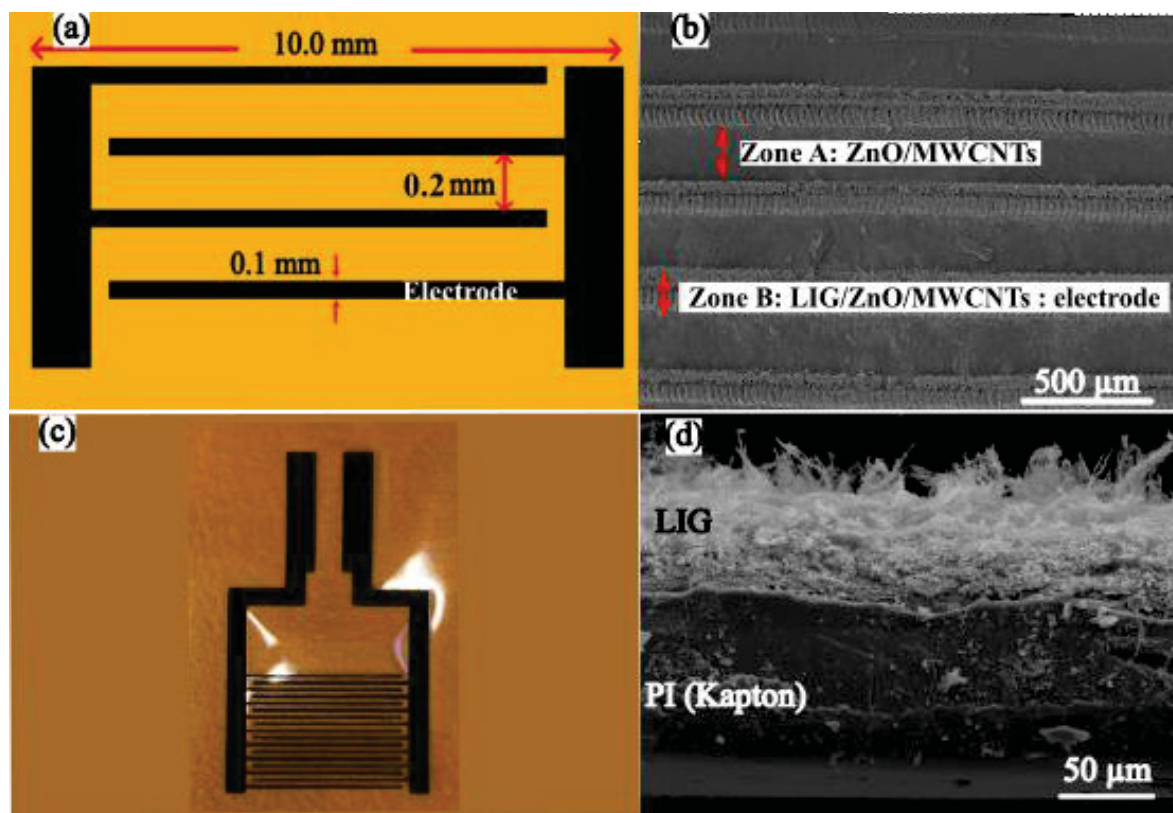 (a)
10.0 mm
0.2 mm
0.1 mm
Electrode
(b)
Zone A: ZnO/MWCNTs
Zone B: LIG/ZnO/MWCNTs : electrode
500 µm
(c)
(d)
LIG
PI (Kapton)
50 µm